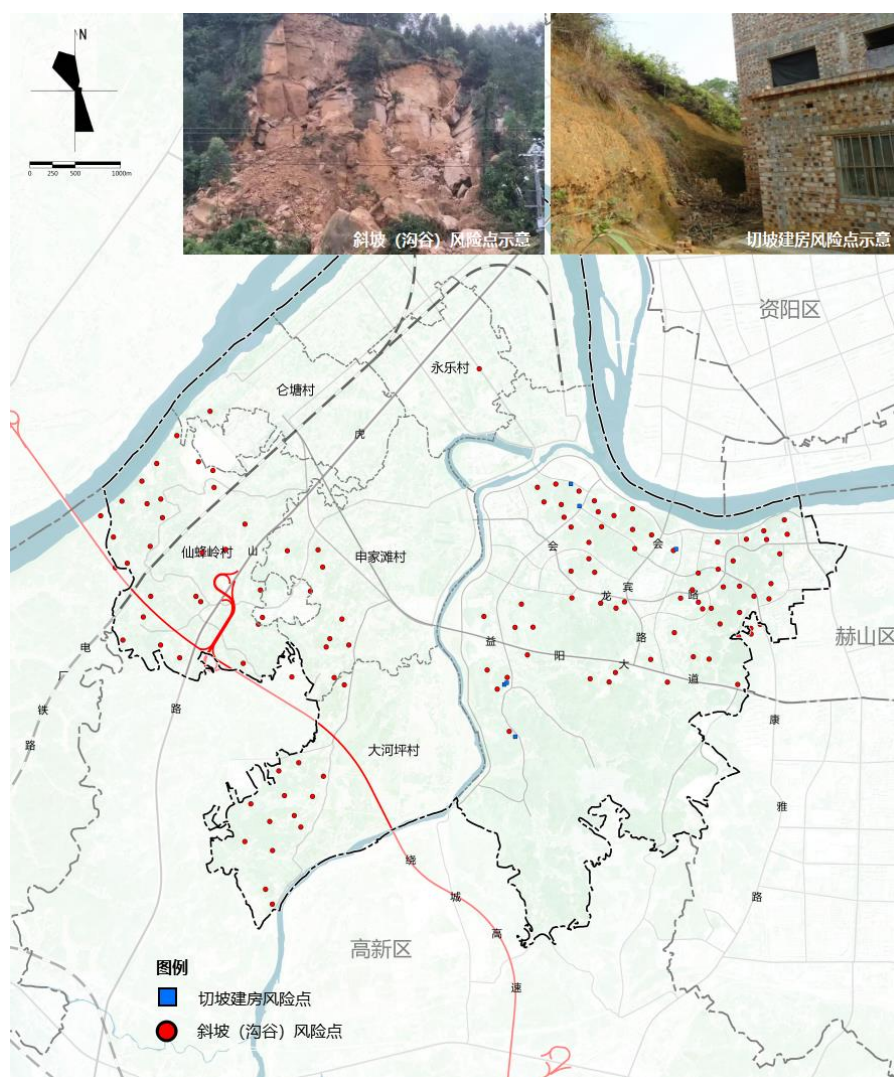 N
0 250 500 1000m
斜坡（沟谷）风险点示意
切坡建房风险点示意
资阳区
永乐村
仑塘村
虎
仙蜂岭村
山
申家滩村
会
会
龙
宾
路
路
益
阳
大
道
赫山区
电
厂
铁
路
路
康
雅
路
大河坪村
绕
城
高
速
高新区
图例
切坡建房风险点
斜坡（沟谷）风险点